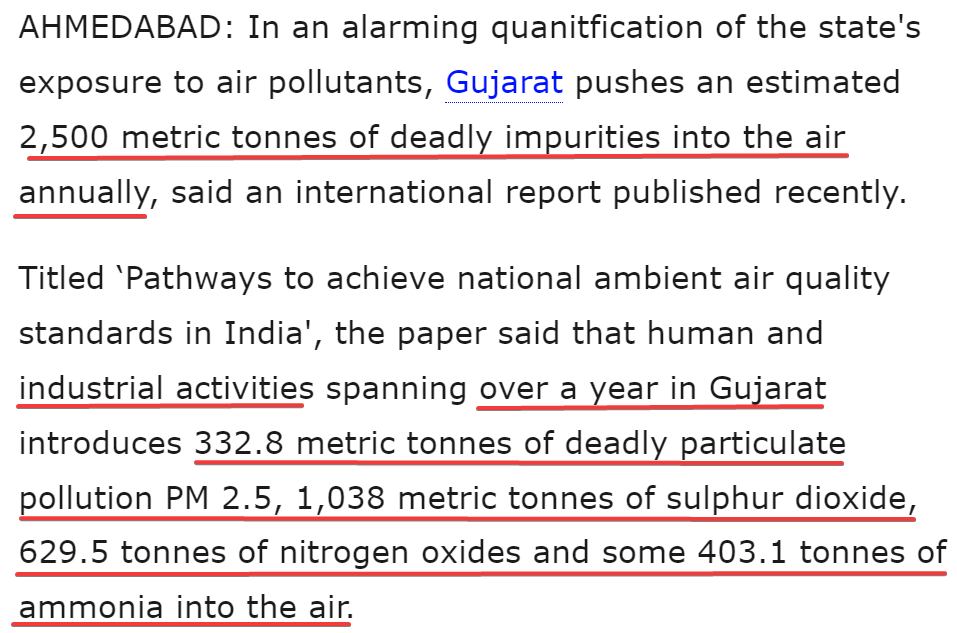 AHMEDABAD: In an alarming quanitfication of the state's
exposure to air pollutants, Gujarat pushes an estimated
2,500 metric tonnes of deadly impurities into the air
annually, said an international report published recently.
Titled `Pathways to achieve national ambient air quality
standards in India', the paper said that human and
industrial activities spanning over a year in Gujarat
introduces 332.8 metric tonnes of deadly particulate
pollution PM 2.5, 1,038 metric tonnes of sulphur dioxide,
629.5 tonnes of nitrogen oxides and some 403.1 tonnes of
ammonia into the air.